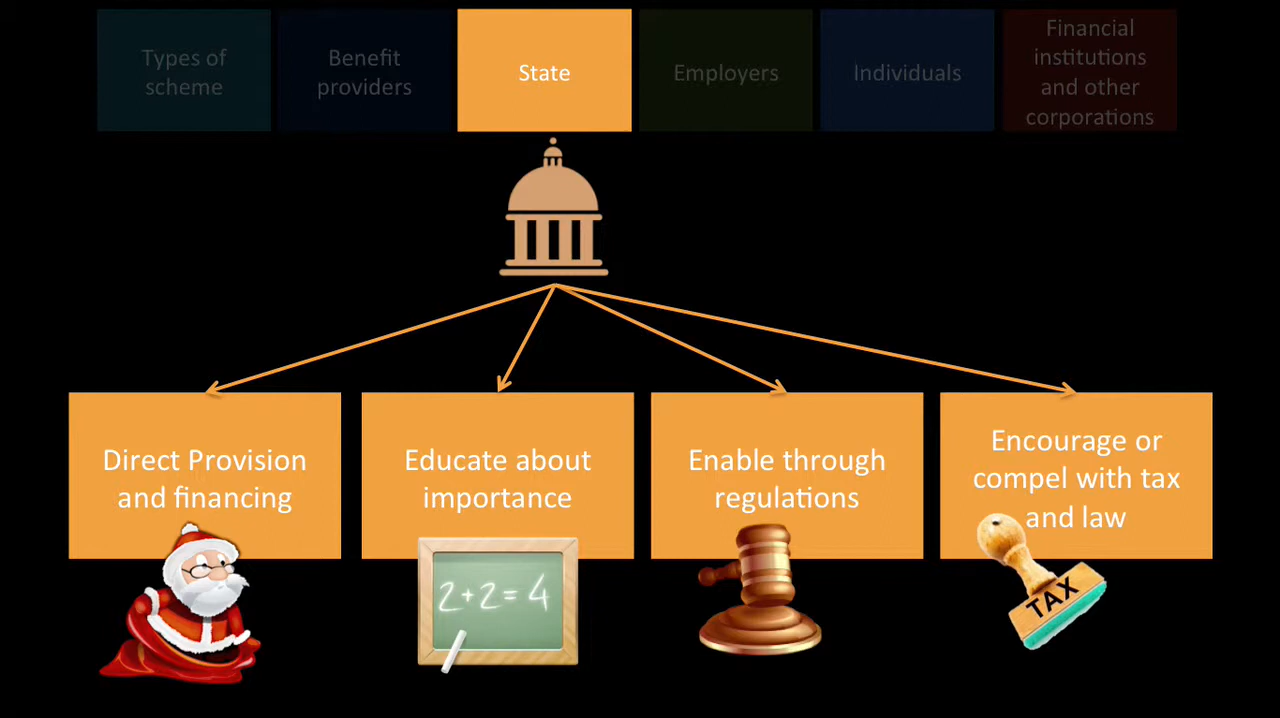 Types of
scheme
Benefit
providers
State
Employers
Individuals
Financial
institutions
and other
corporations
Direct Provision
and financing
Educate about
importance
Enable through
regulations
Encourage or
compel with tax
and law
2+2=4
TAX